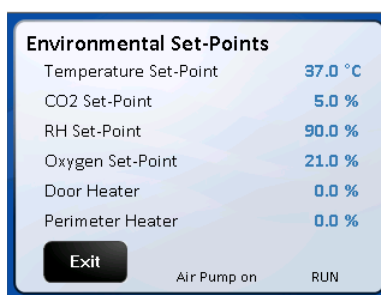 Environmental Set-Points
Temperature Set-Point 37.0 °C
CO2 Set-Point 5.0 %
RH Set-Point 90.0 %
Oxygen Set-Point 21.0 %
Door Heater 0.0 %
Perimeter Heater 0.0 %
Exit Air Pump on RUN